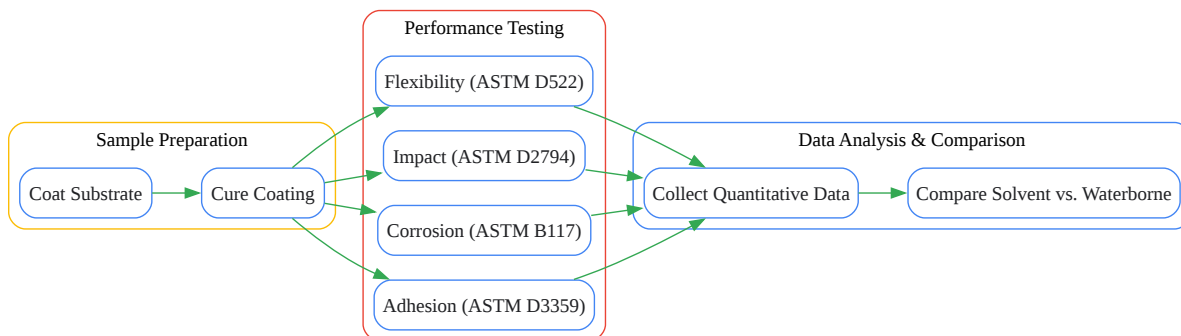 Sample Preparation
Coat Substrate
Cure Coating
Performance Testing
Flexibility (ASTM D522)
Impact (ASTM D2794)
Corrosion (ASTM B117)
Adhesion (ASTM D3359)
Data Analysis & Comparison
Collect Quantitative Data
Compare Solvent vs. Waterborne